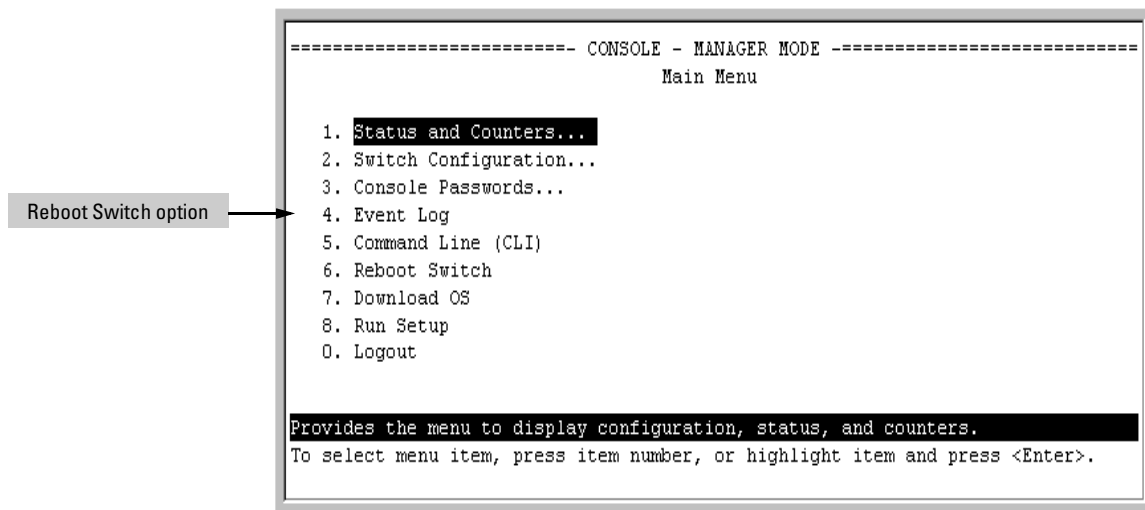 ==========================- CONSOLE - MANAGER MODE -============================
Main Menu
1. Status and Counters...
2. Switch Configuration...
3. Console Passwords...
Reboot Switch option
4. Event Log
5. Command Line (CLI)
6. Reboot Switch
7. Download OS
8. Run Setup
0. Logout
Provides the menu to display configuration, status, and counters.
To select menu item, press item number, or highlight item and press <Enter>.